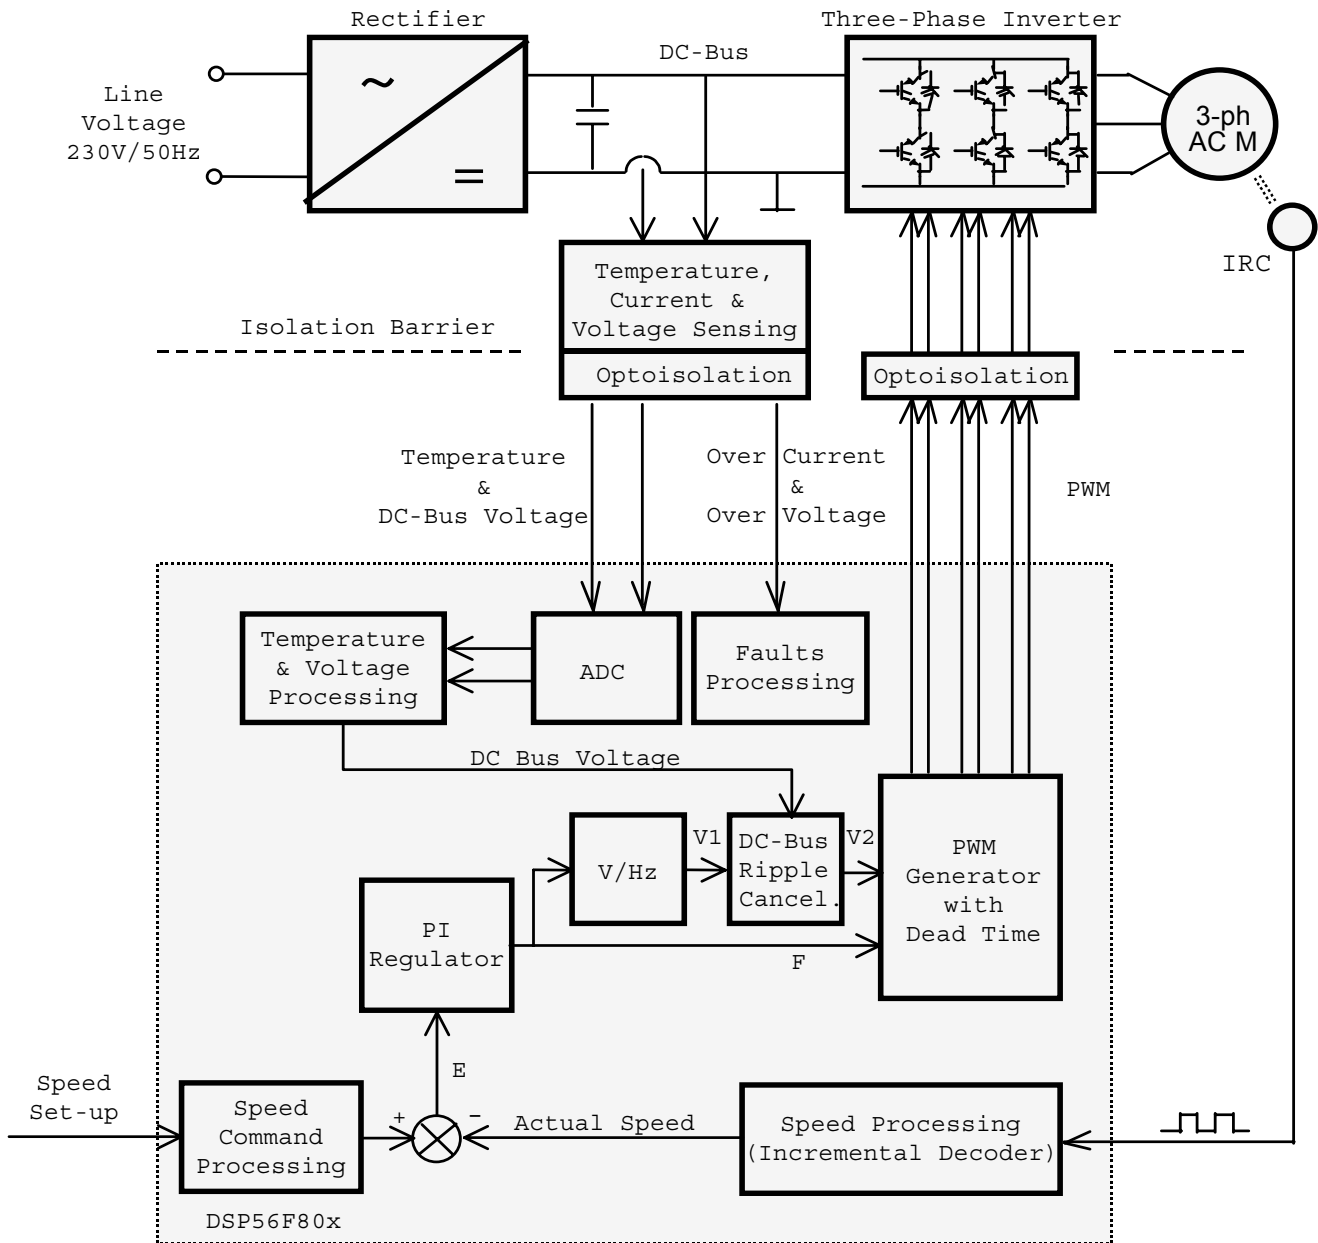 Rectifier
Three-Phase Inverter
DC-Bus
~
=
Line
Voltage
230V/50Hz
3-ph
AC M
IRC
Temperature,
Current &
Voltage Sensing
Isolation Barrier
Optoisolation
Optoisolation
Temperature
&
DC-Bus Voltage
Over Current
&
Over Voltage
PWM
Temperature
& Voltage
Processing
ADC
Faults
Processing
DC Bus Voltage
V/Hz
V1
DC-Bus
Ripple
Cancel.
V2
PWM
Generator
with
Dead Time
PI
Regulator
F
E
Speed
Set-up
Speed
Command
Processing
+
-
Actual Speed
Speed Processing
(Incremental Decoder)
DSP56F80x